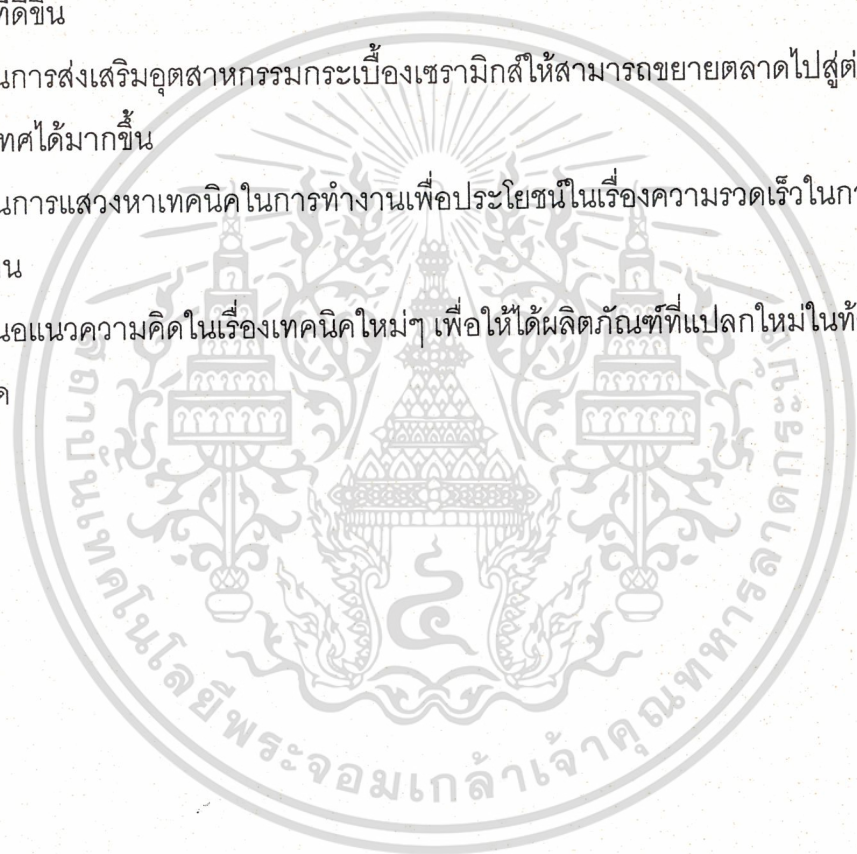 ที่ดีขึ้น
นการส่งเสริมอุตสาหกรรมกระเบื้องเซรามิกส์ให้สามารถขยายตลาดไปสู่ต่
ทศได้มากขึ้น
นการแสวงหาเทคนิคในการทำงานเพื่อประโยชน์ในเรื่องความรวดเร็วในกา
าน
นอแนวความคิดในเรื่องเทคนิคใหม่ๆ เพื่อให้ได้ผลิตภัณฑ์ที่แปลกใหม่ในท้
ด
สถาบันเทคโนโลยีพระจอมเกล้าเจ้าคุณทหารลาดกระบัง